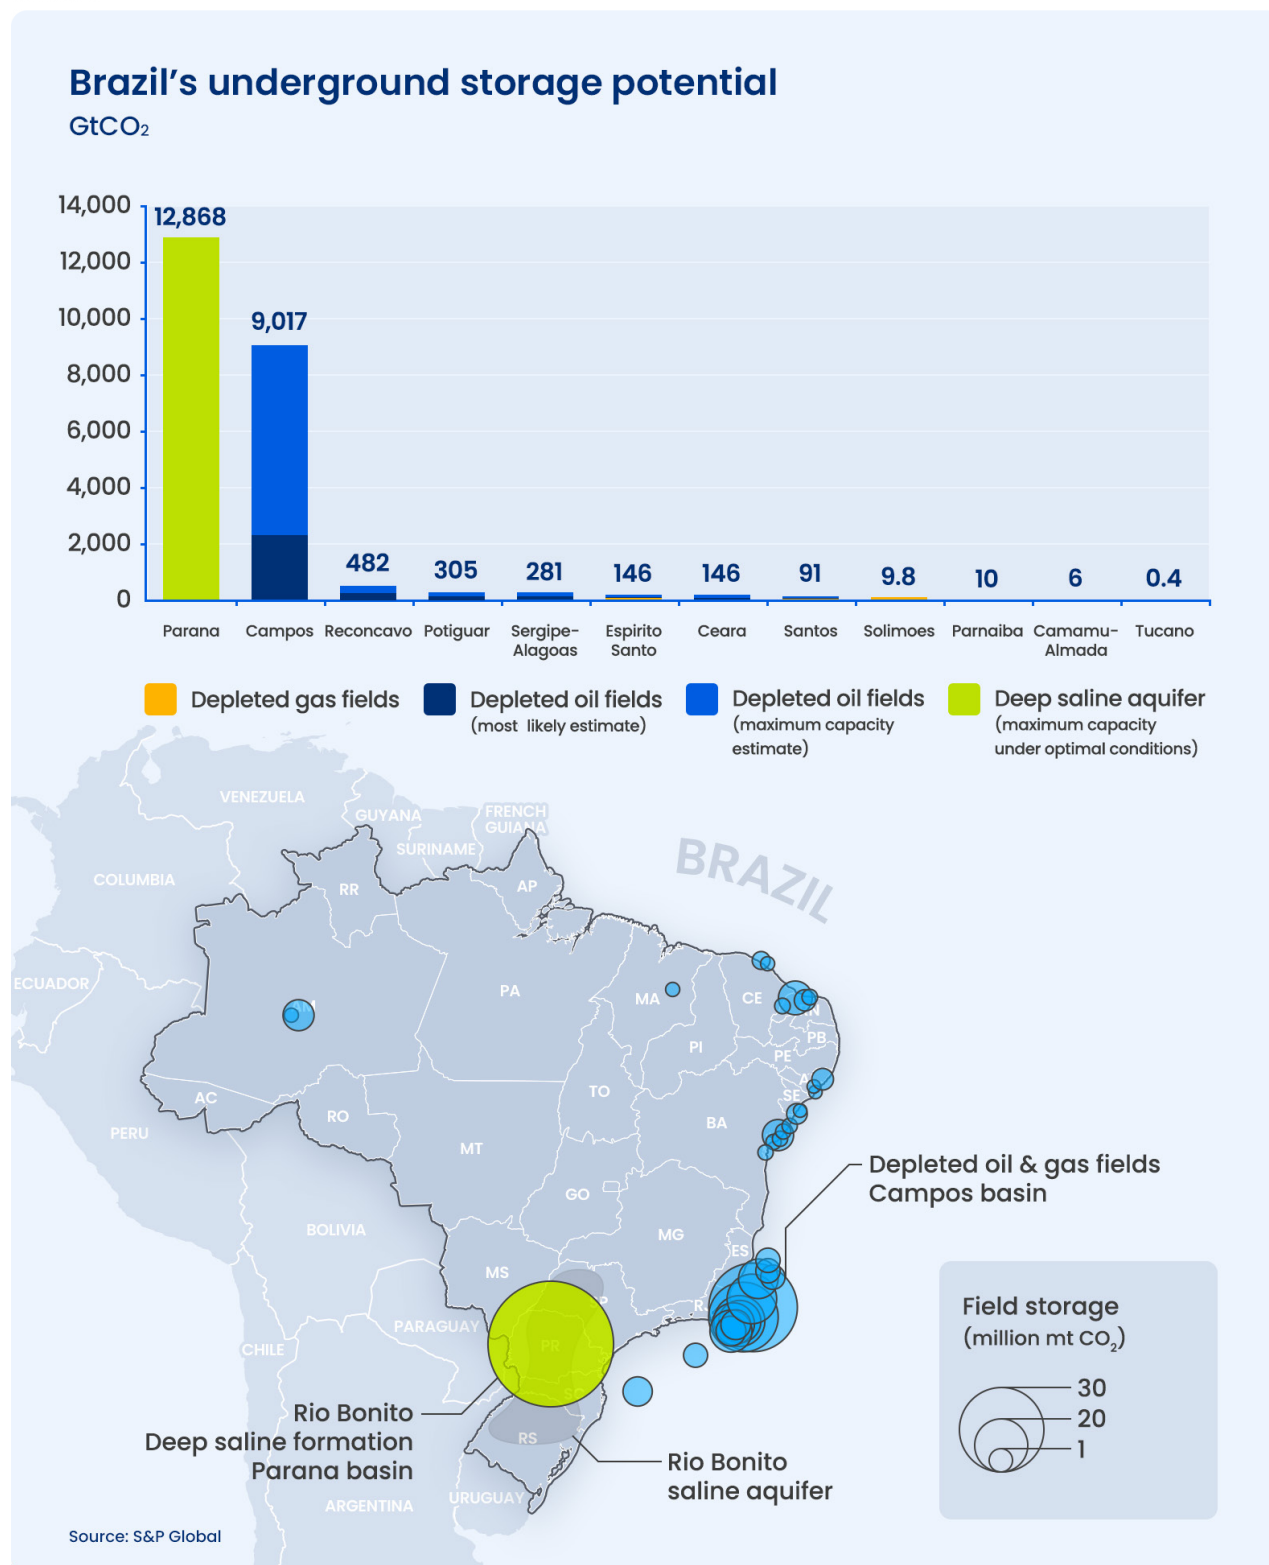 Brazil's underground storage potential
GtCO₂
14,000
12,000
10,000
8,000
6,000
4,000
2,000
0
12,868
9,017
482
305
281
146
146
91
9.8
10
6
0.4
Parana
Campos
Reconcavo
Potiguar
Sergipe-
Alagoas
Espirito
Santo
Ceara
Santos
Solimoes
Parnaiba
Camamu-
Almada
Tucano
Depleted gas fields
Depleted oil fields
(most likely estimate)
Depleted oil fields
(maximum capacity
estimate)
Deep saline aquifer
(maximum capacity
under optimal conditions)
VENEZUELA
GUYANA
FRENCH
GUIANA
SURINAME
COLUMBIA
BRAZIL
RR
AP
ECUADOR
AM
PA
MA
CE
PB
PI
PE
SE
AC
RO
TO
BA
PERU
MT
GO
Depleted oil & gas fields
Campos basin
BOLIVIA
MG
ES
MS
PARAGUAY
CHILE
PR
SC
Rio Bonito
Deep saline formation
Parana basin
RS
Rio Bonito
saline aquifer
URUGUAY
ARGENTINA
Field storage
(million mt CO₂)
30
20
1
Source: S&P Global